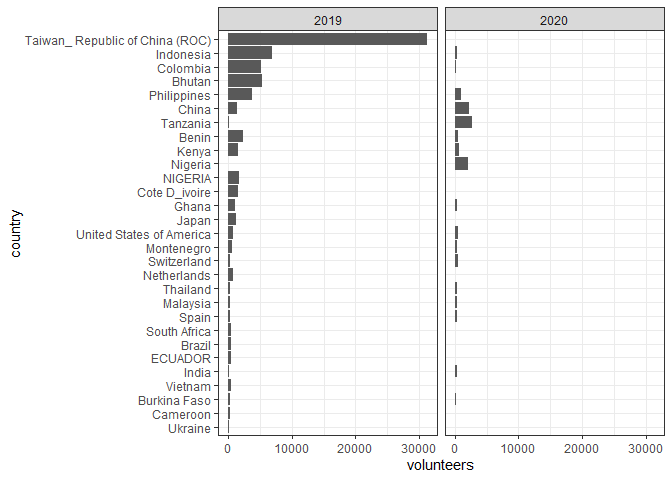 2019
2020
Taiwan_ Republic of China (ROC)
Indonesia
Colombia
Bhutan
Philippines
China
Tanzania
Benin
Kenya
Nigeria
NIGERIA
Cote D_ivoire
Ghana
Japan
United States of America
Montenegro
Switzerland
Netherlands
Thailand
Malaysia
Spain
South Africa
Brazil
ECUADOR
India
Vietnam
Burkina Faso
Cameroon
Ukraine
country
0 10000 20000 30000
0 10000 20000 30000
volunteers